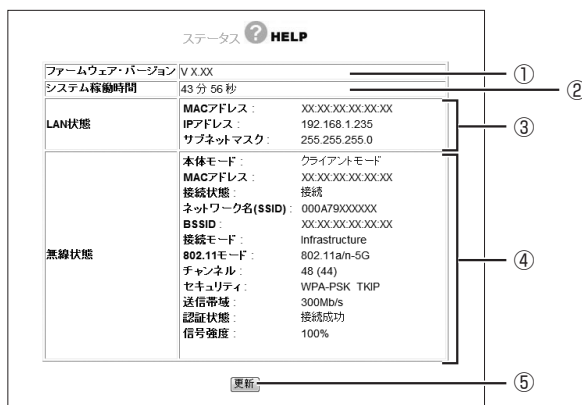 ステータス ? HELP
ファームウェア・バージョン V X.XX ①
システム稼働時間 43 分 56 秒 ②
LAN状態 ③
MACアドレス : XX:XX:XX:XX:XX:XX
IPアドレス : 192.168.1.235
サブネットマスク : 255.255.255.0
無線状態 ④
本体モード : クライアントモード
MACアドレス : XX:XX:XX:XX:XX:XX
接続状態 : 接続
ネットワーク名(SSID) : 000A79XXXXXX
BSSID : XX:XX:XX:XX:XX:XX
接続モード : Infrastructure
802.11モード : 802.11a/n-5G
チャンネル : 48 (44)
セキュリティ : WPA-PSK TKIP
送信帯域 : 300Mb/s
認証状態 : 接続成功
信号強度 : 100%
更新 ⑤